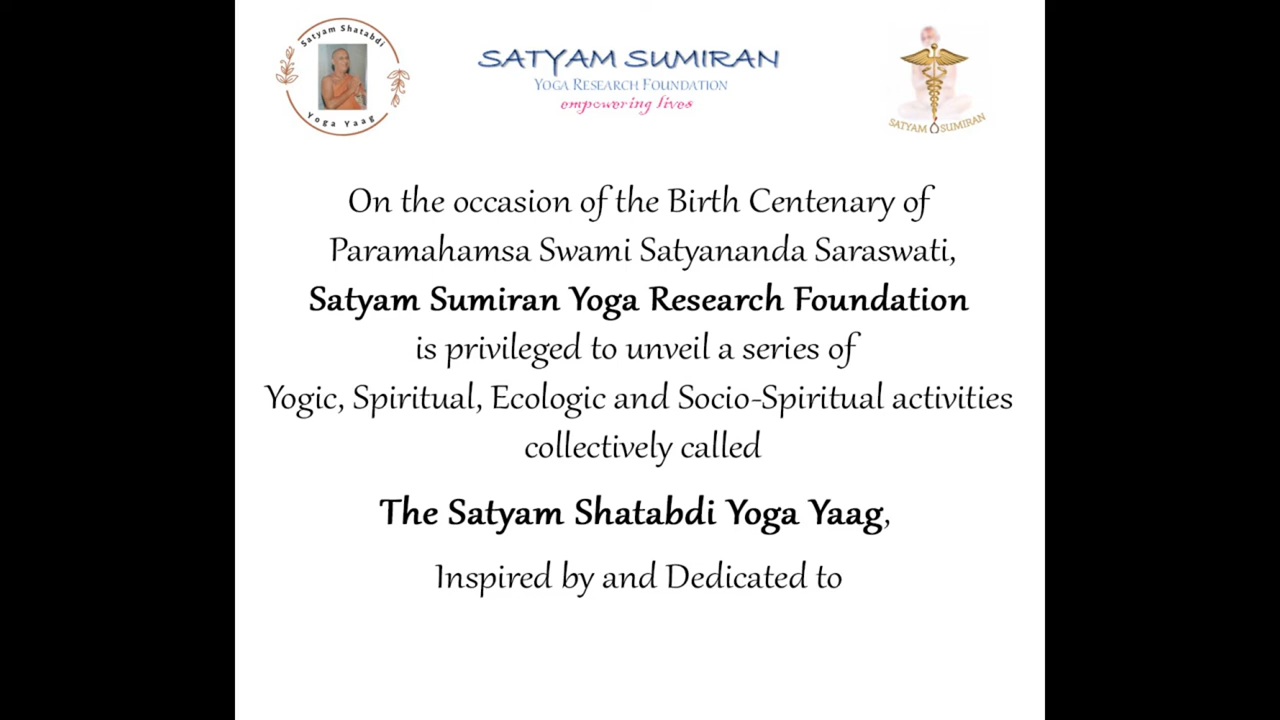 Satyam Shatabdi
Yoga Yaag
SATYAM SUMIRAN
YOGA RESEARCH FOUNDATION
empowering lives
SATYAM SUMIRAN
On the occasion of the Birth Centenary of
Paramahamsa Swami Satyananda Saraswati,
Satyam Sumiran Yoga Research Foundation
is privileged to unveil a series of
Yogic, Spiritual, Ecologic and Socio-Spiritual activities
collectively called
The Satyam Shatabdi Yoga Yaag,
Inspired by and Dedicated to